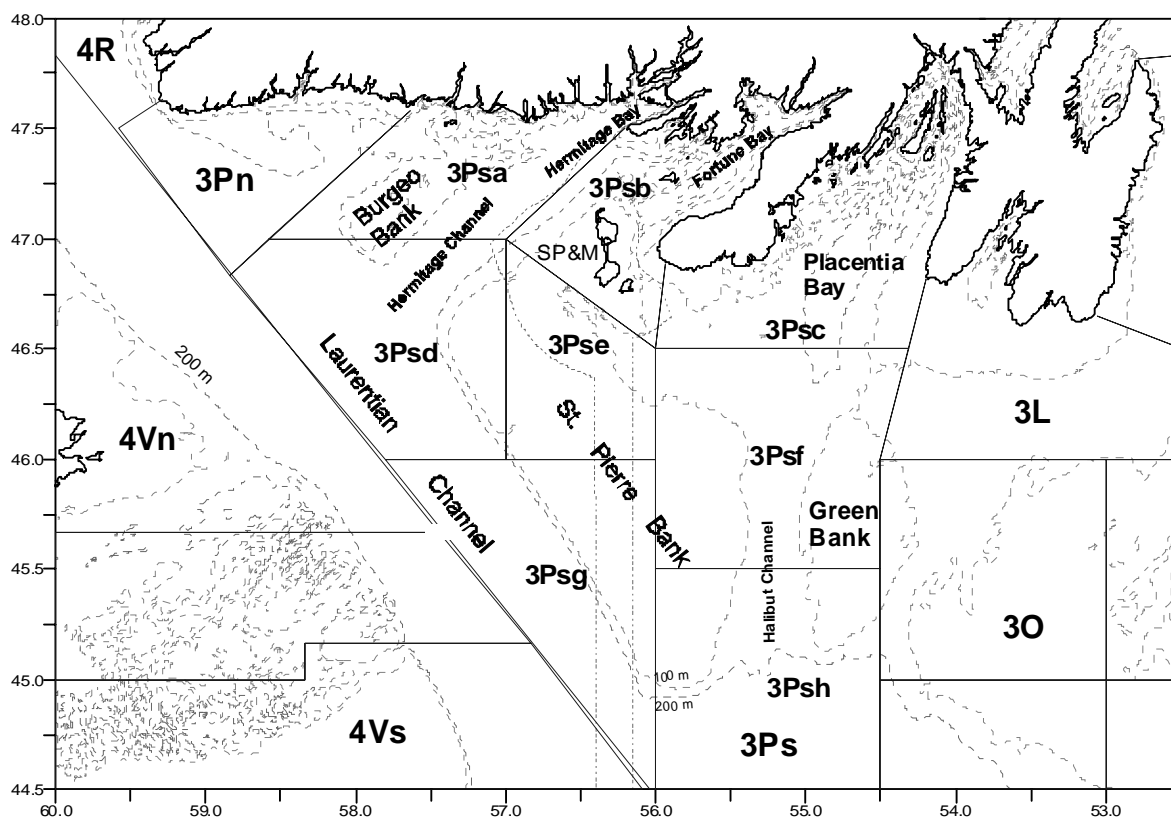 48.0
4R
47.5
3Pn
3Psa
Burgeo
Bank
Hermitage Bay
Hermitage Channel
3Psb
Fortune Bay
47.0
SP&M
Placentia
Bay
3Psc
200 m
46.5
3Psd
3Pse
Laurentian
Channel
St.
Pierre
Bank
3L
4Vn
46.0
3Psf
Green
Bank
Halibut Channel
45.5
3Psg
3O
45.0
100 m
200 m
3Psh
4Vs
3Ps
44.5
60.0
59.0
58.0
57.0
56.0
55.0
54.0
53.0